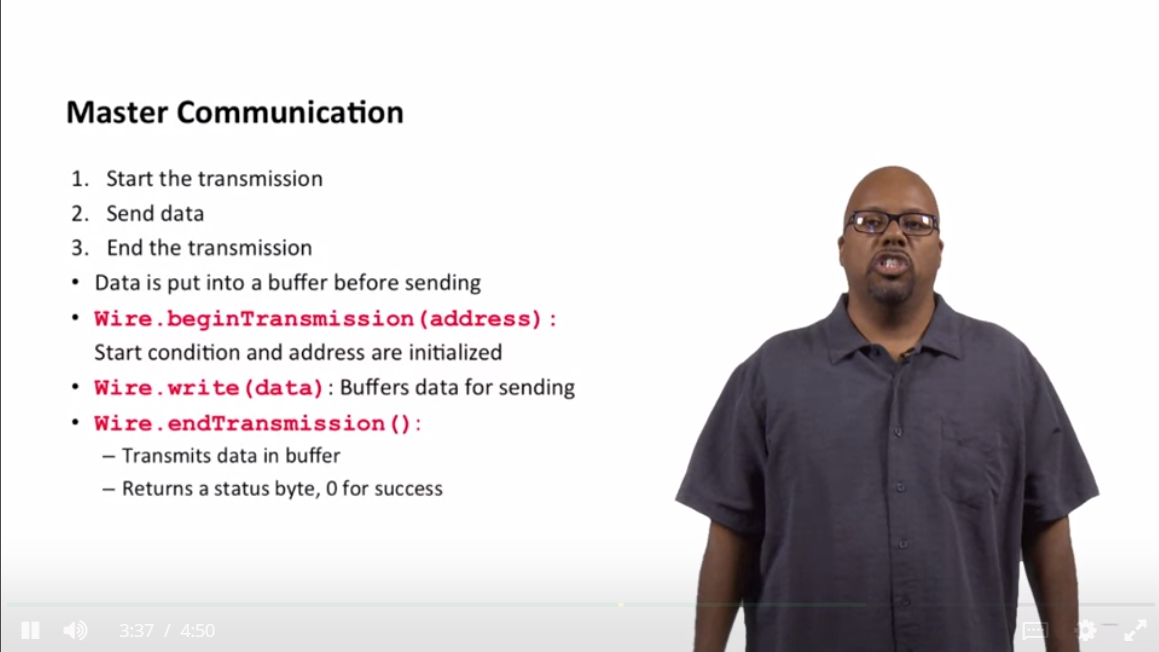 Master Communication
1. Start the transmission
2. Send data
3. End the transmission
• Data is put into a buffer before sending
• Wire.beginTransmission(address):
Start condition and address are initialized
• Wire.write(data): Buffers data for sending
• Wire.endTransmission():
– Transmits data in buffer
– Returns a status byte, 0 for success
3:37 / 4:50